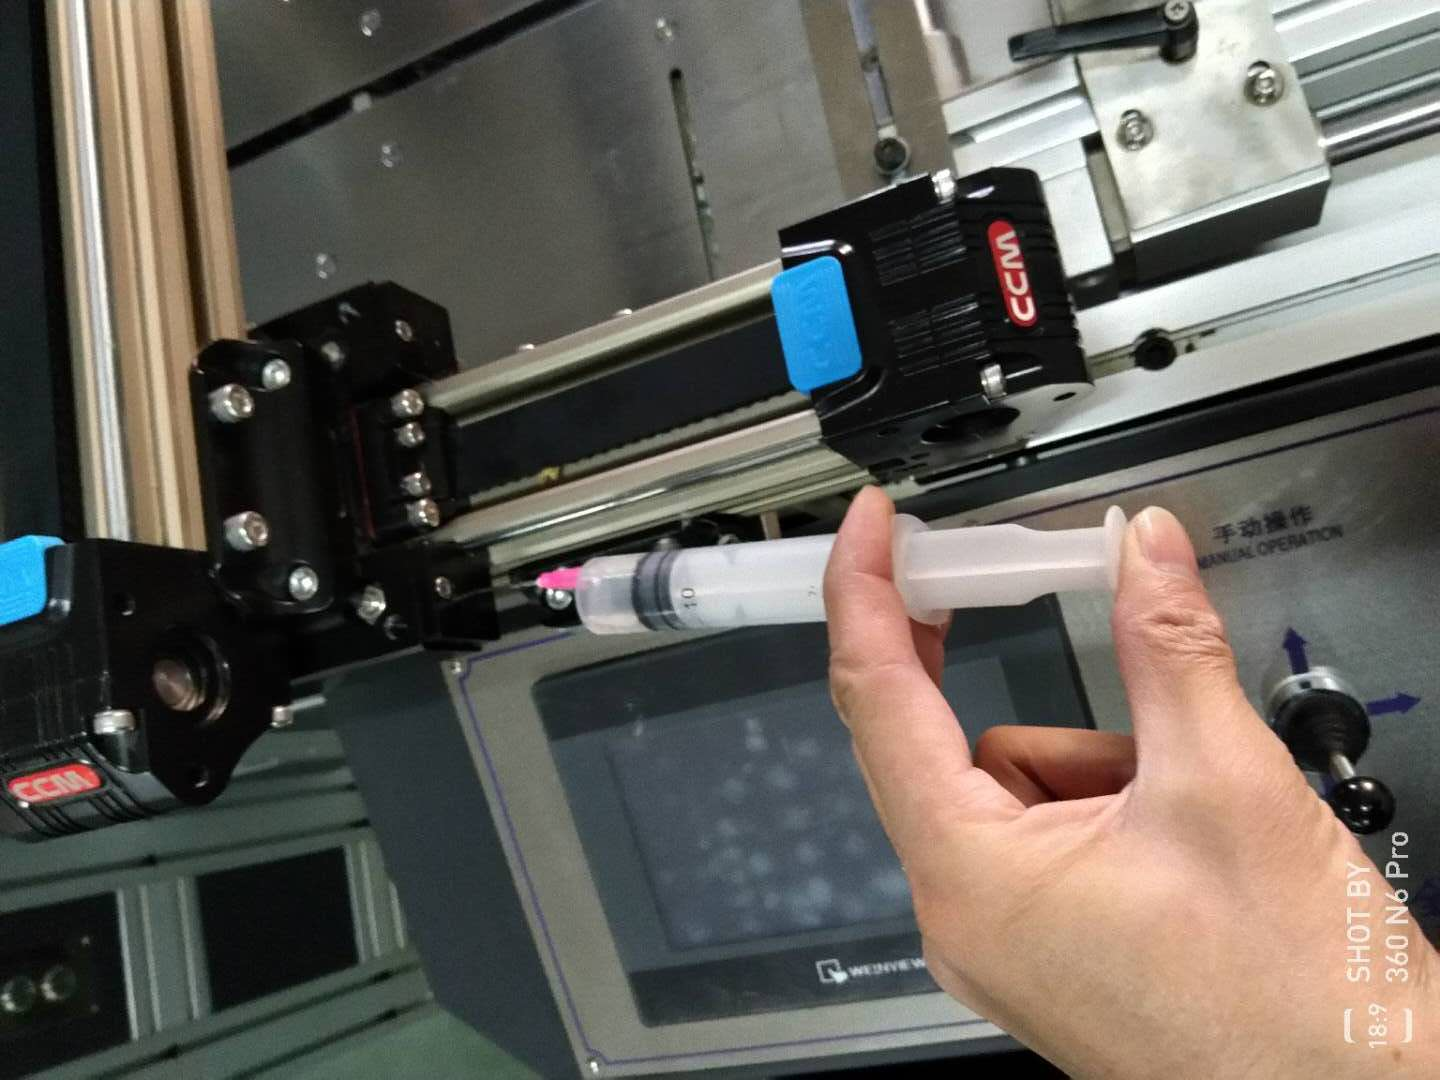 CCM
CCM
10
手动操作
MANUAL OPERATION
WEINVIEW
SHOT BY
360 N6 Pro
18:9